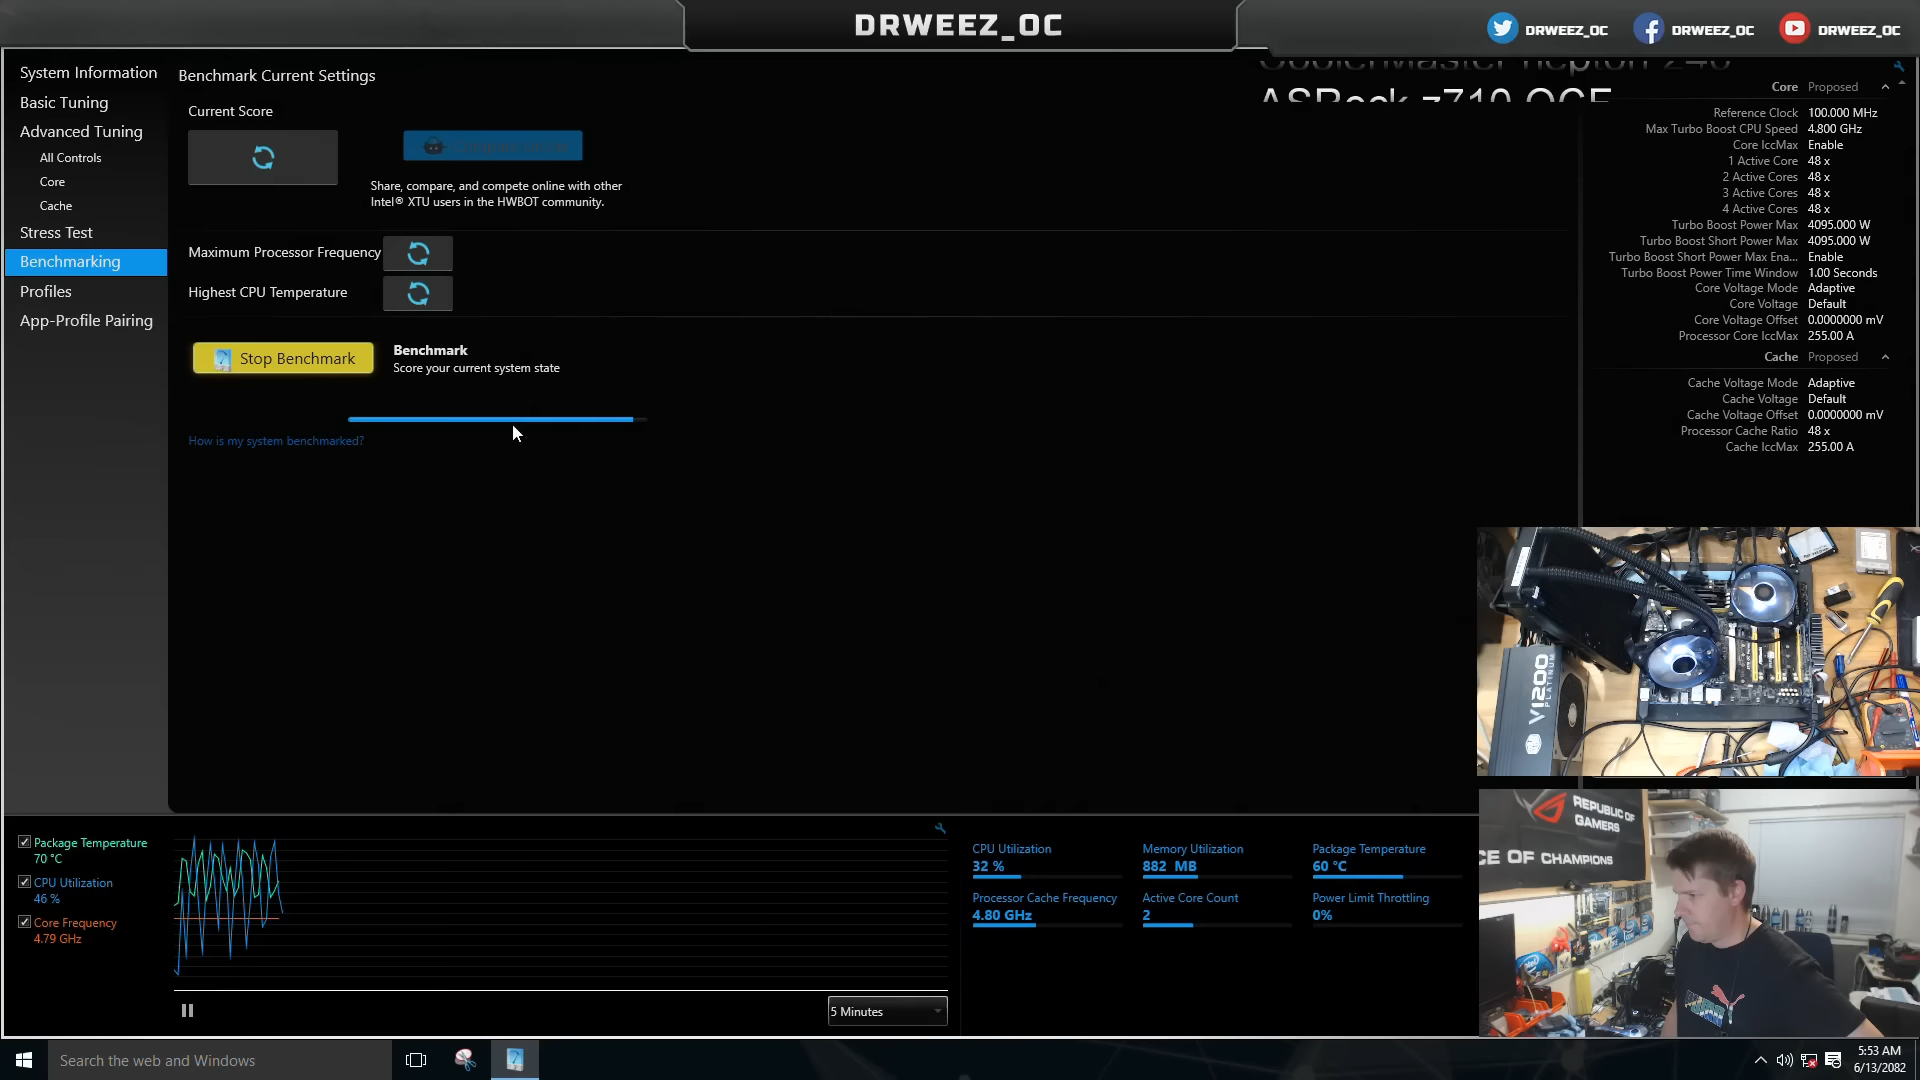 DRWEEZ_OC
DRWEEZ_OC
DRWEEZ_OC
DRWEEZ_OC
System Information
Basic Tuning
Advanced Tuning
All Controls
Core
Cache
Stress Test
Benchmarking
Profiles
App-Profile Pairing
Benchmark Current Settings
Current Score
Share, compare, and compete online with other
Intel® XTU users in the HWBOT community.
Maximum Processor Frequency
Highest CPU Temperature
Stop Benchmark
Benchmark
Score your current system state
How is my system benchmarked?
CoolerMaster nepton 240
ASRock z710 OCF
Core Proposed
Reference Clock 100.000 MHz
Max Turbo Boost CPU Speed 4.800 GHz
Core IccMax Enable
1 Active Core 48 x
2 Active Cores 48 x
3 Active Cores 48 x
4 Active Cores 48 x
Turbo Boost Power Max 4095.000 W
Turbo Boost Short Power Max 4095.000 W
Turbo Boost Short Power Max Ena... Enable
Turbo Boost Power Time Window 1.00 Seconds
Core Voltage Mode Adaptive
Core Voltage Default
Core Voltage Offset 0.0000000 mV
Processor Core IccMax 255.00 A
Cache Proposed
Cache Voltage Mode Adaptive
Cache Voltage Default
Cache Voltage Offset 0.0000000 mV
Processor Cache Ratio 48 x
Cache IccMax 255.00 A
V1200
PLATINUM
REPUBLIC OF
GAMERS
CE OF CHAMPIONS
Package Temperature
70 °C
CPU Utilization
46 %
Core Frequency
4.79 GHz
5 Minutes
CPU Utilization
32 %
Memory Utilization
882 MB
Package Temperature
60 °C
Processor Cache Frequency
4.80 GHz
Active Core Count
2
Power Limit Throttling
0%
Search the web and Windows
5:53 AM
6/13/2082